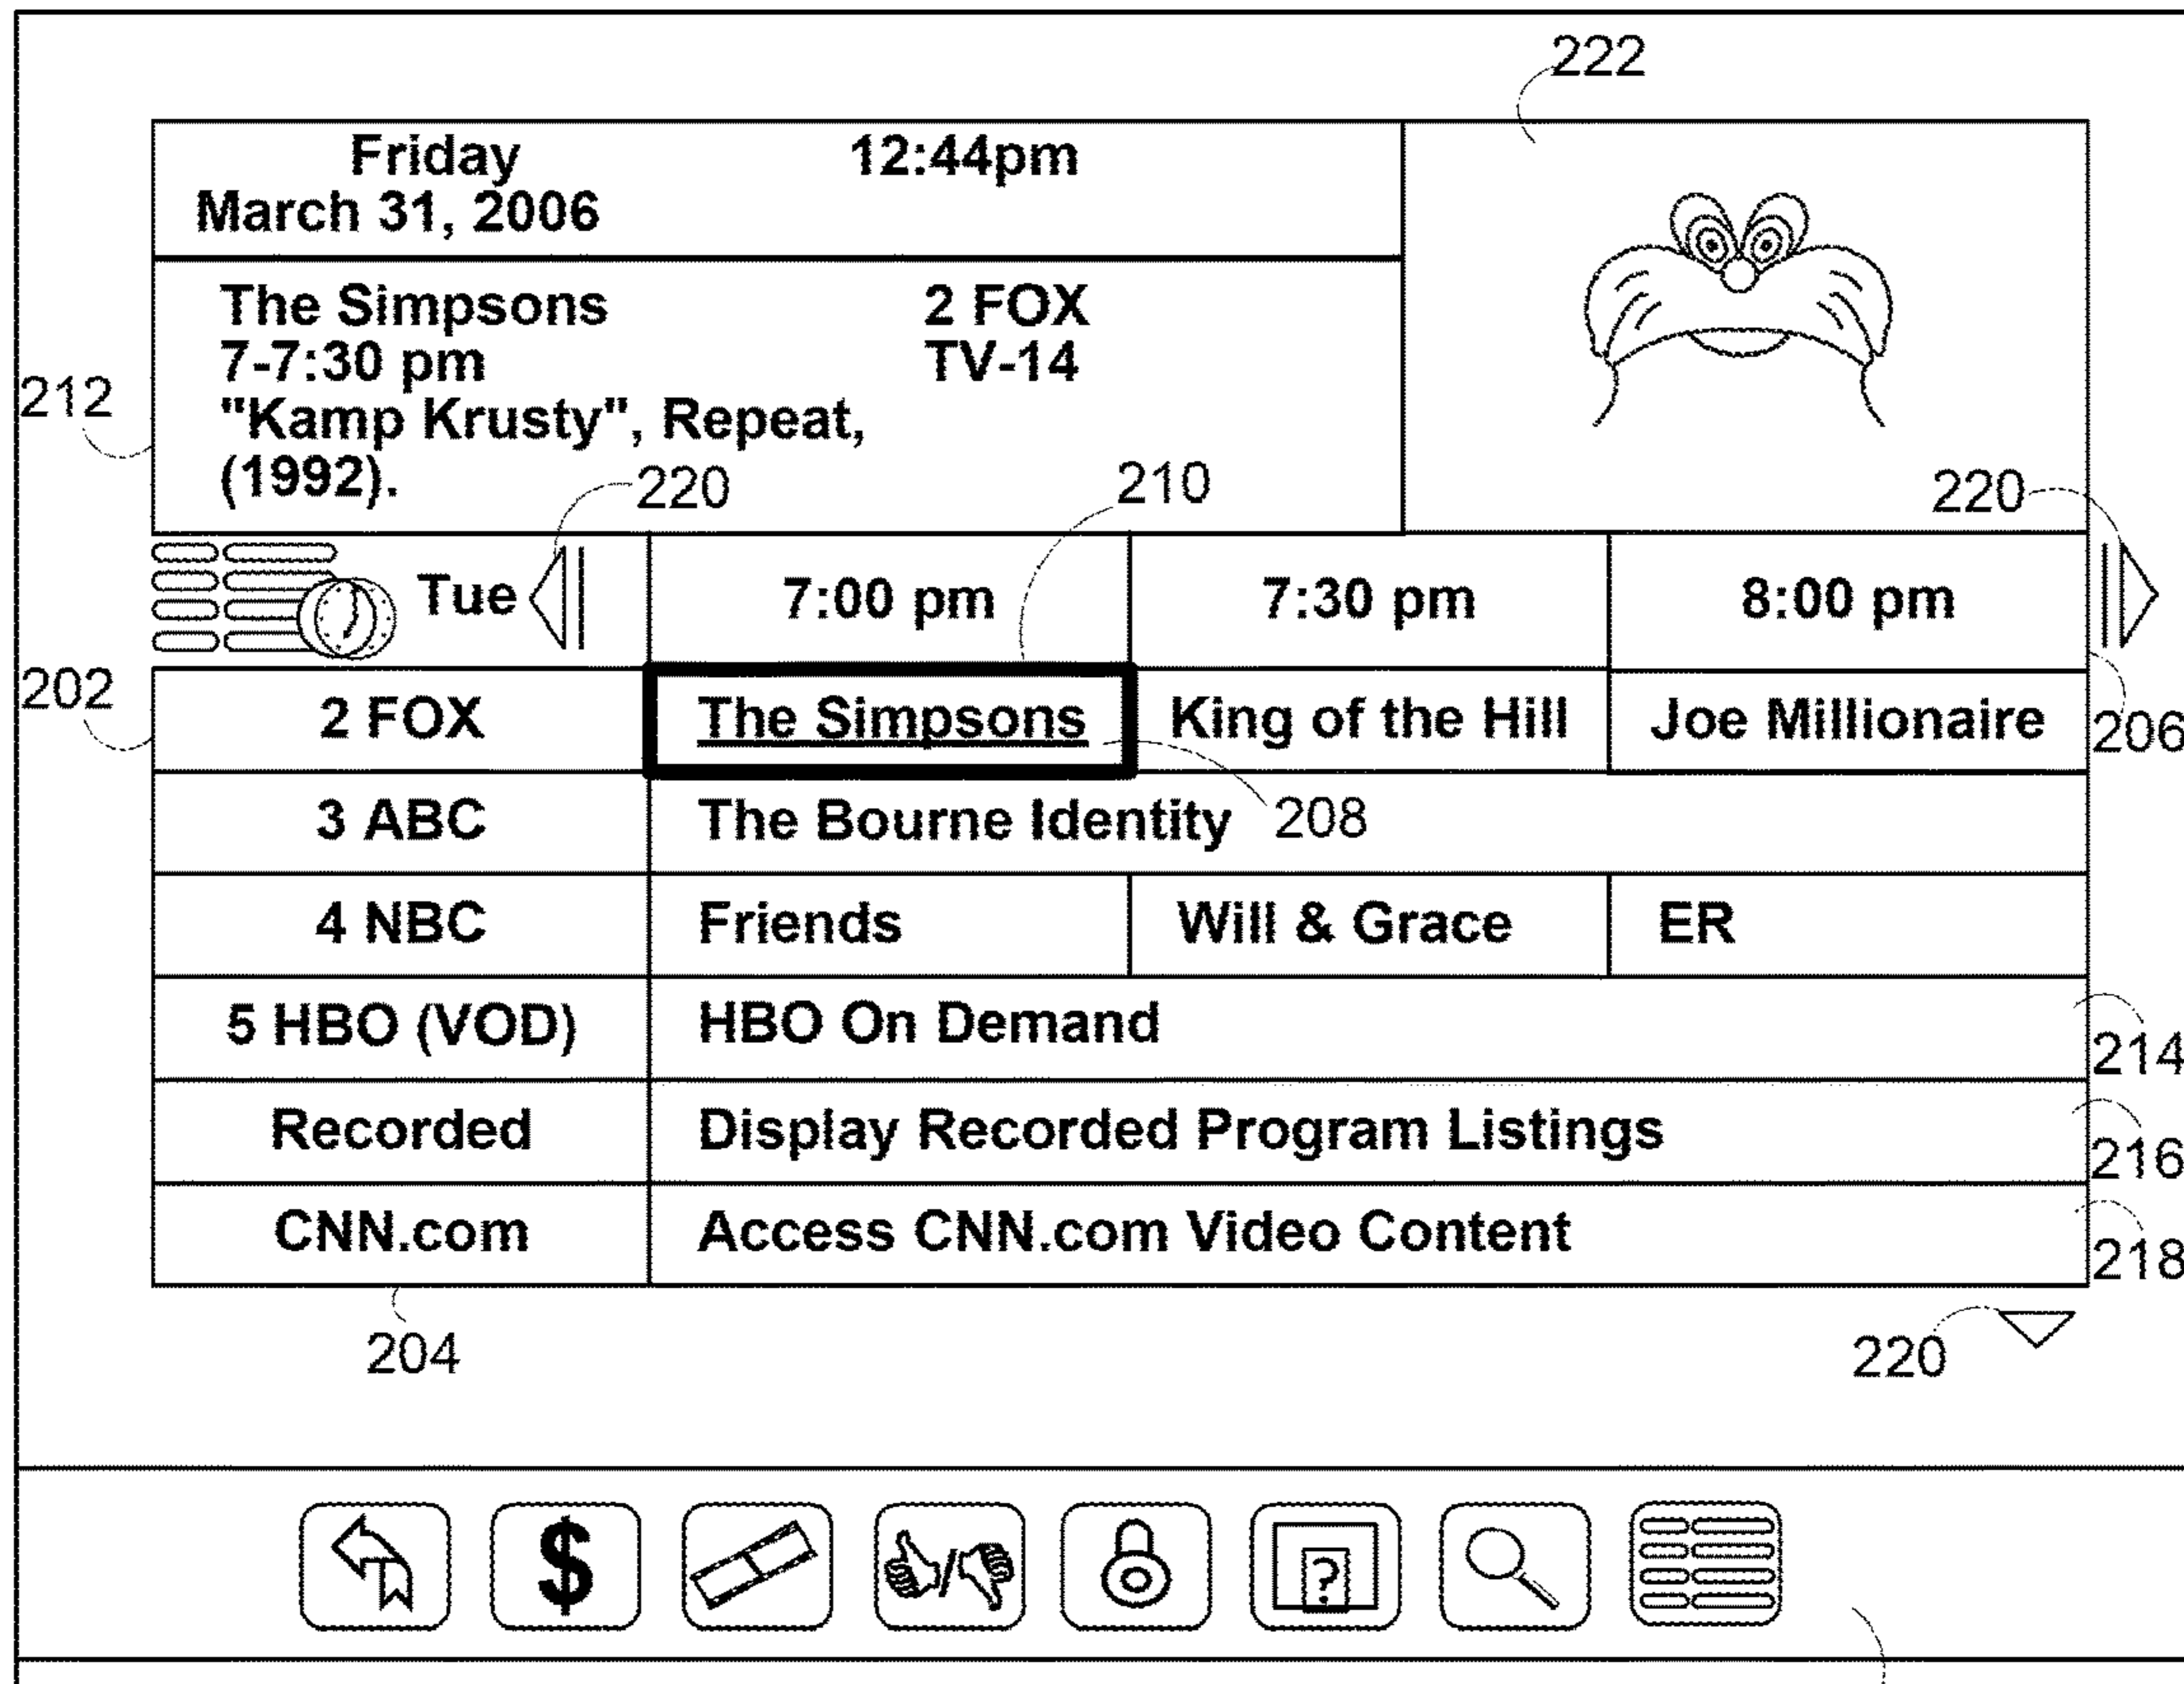 222
Friday 12:44pm
March 31, 2006
The Simpsons 2 FOX
7-7:30 pm TV-14
212
"Kamp Krusty", Repeat,
(1992).
220 210 220
Tue 7:00 pm 7:30 pm 8:00 pm
202
2 FOX The Simpsons King of the Hill Joe Millionaire
206
3 ABC The Bourne Identity 208
4 NBC Friends Will & Grace ER
5 HBO (VOD) HBO On Demand
214
Recorded Display Recorded Program Listings
216
CNN.com Access CNN.com Video Content
218
204 220
$ / ?